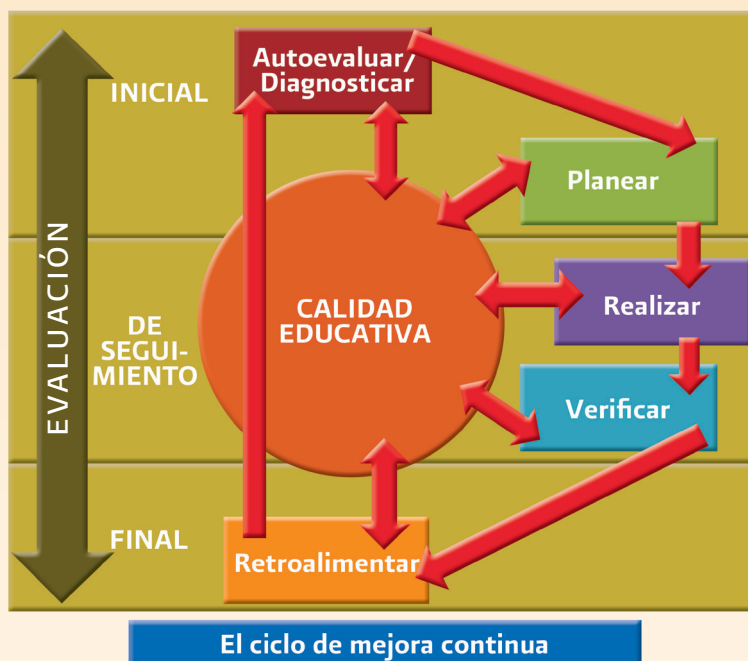 Autoevaluar/
Diagnosticar
INICIAL
Planear
EVALUACIÓN
CALIDAD
EDUCATIVA
Realizar
DE
SEGUI-
MIENTO
Verificar
FINAL
Retroalimentar
El ciclo de mejora continua